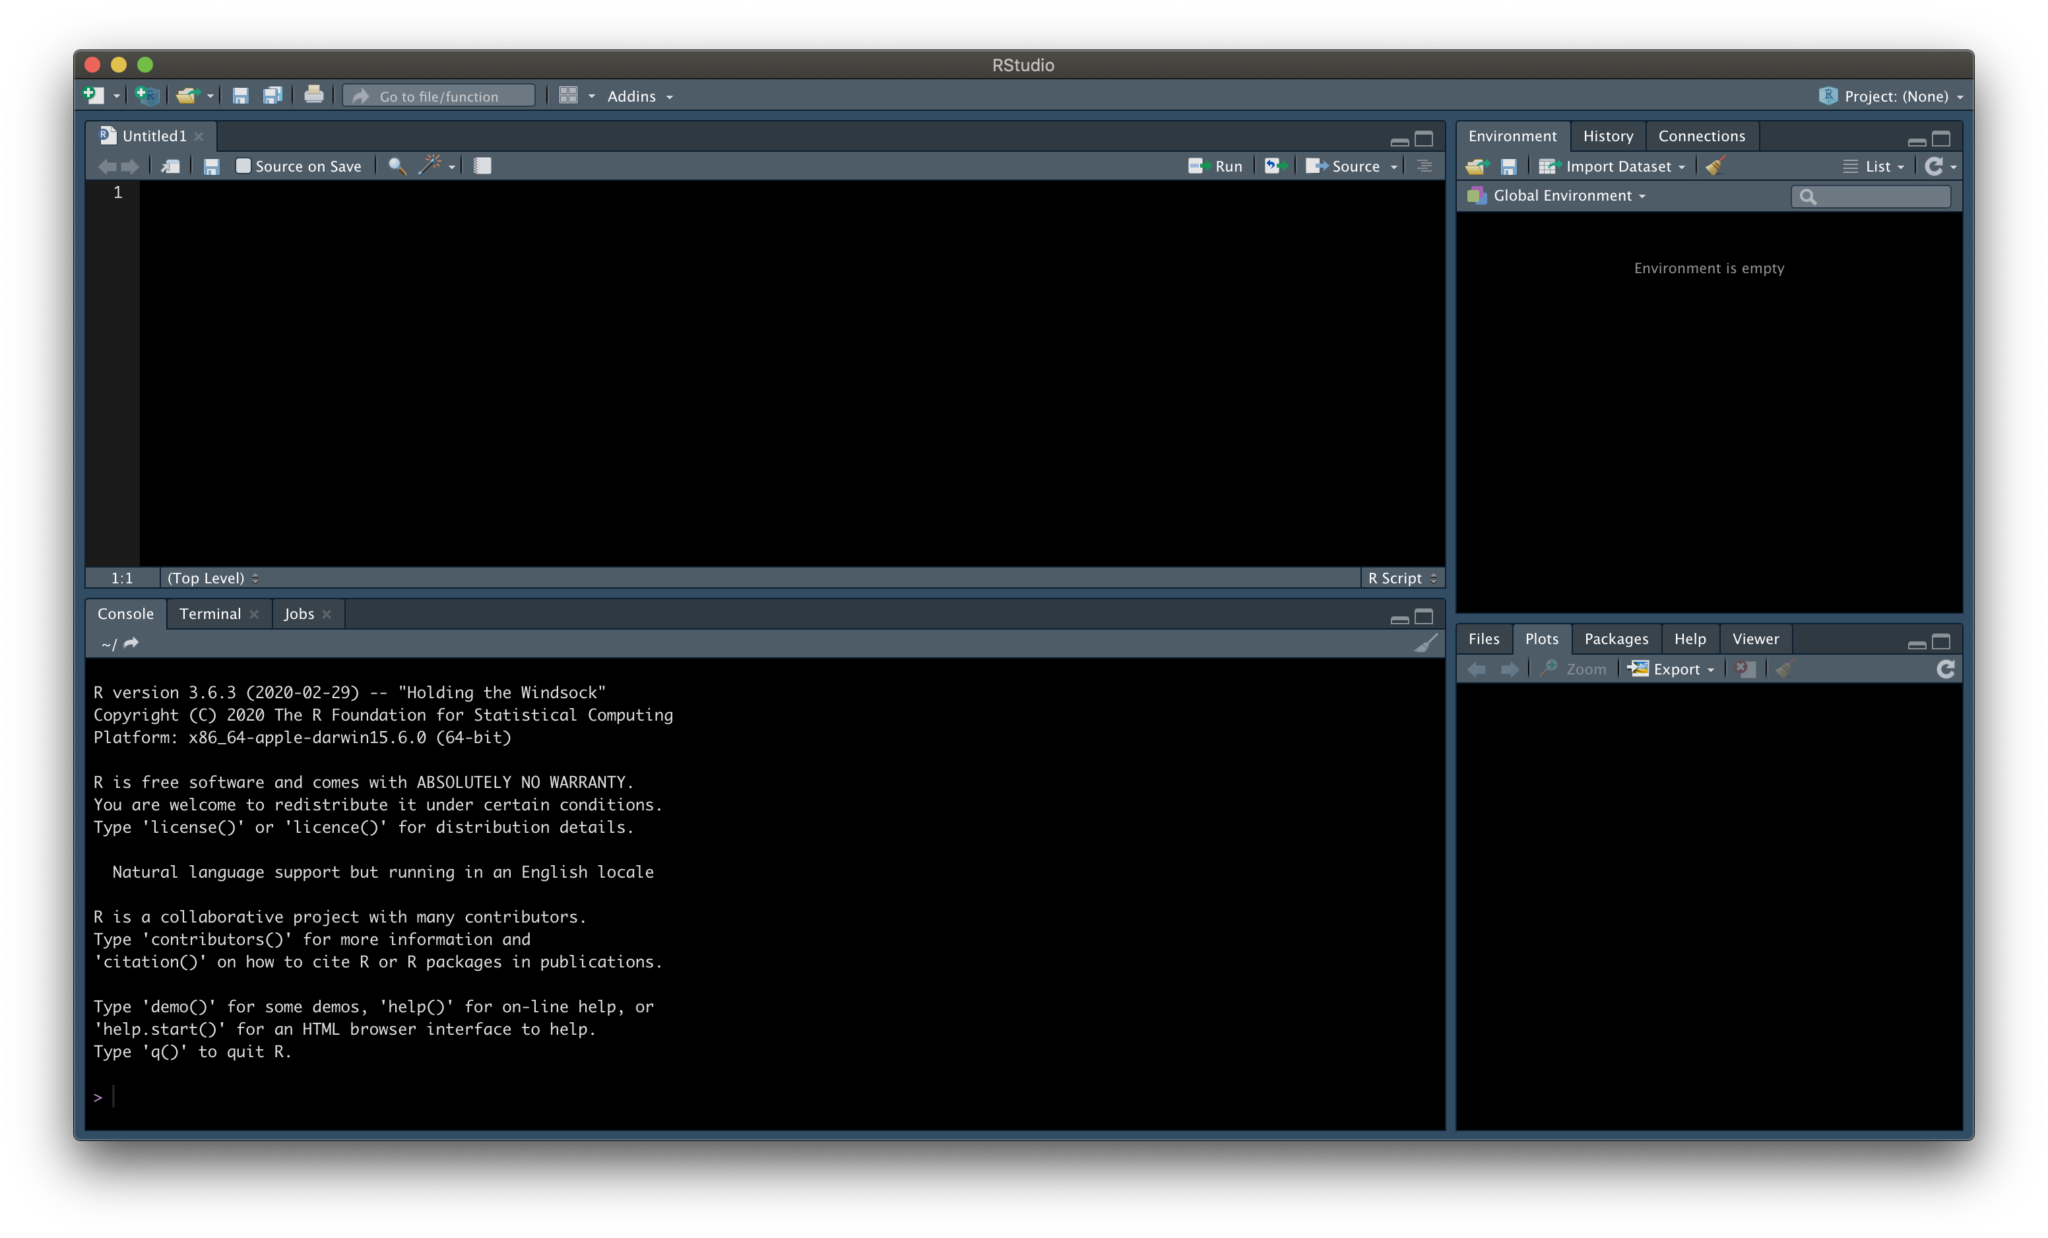 RStudio
Go to file/function Addins Project: (None)
Untitled1
Source on Save Run Source
1
1:1 (Top Level) R Script
Console Terminal Jobs
~/
R version 3.6.3 (2020-02-29) -- "Holding the Windsock"
Copyright (C) 2020 The R Foundation for Statistical Computing
Platform: x86_64-apple-darwin15.6.0 (64-bit)
R is free software and comes with ABSOLUTELY NO WARRANTY.
You are welcome to redistribute it under certain conditions.
Type 'license()' or 'licence()' for distribution details.
Natural language support but running in an English locale
R is a collaborative project with many contributors.
Type 'contributors()' for more information and
'citation()' on how to cite R or R packages in publications.
Type 'demo()' for some demos, 'help()' for on-line help, or
'help.start()' for an HTML browser interface to help.
Type 'q()' to quit R.
>
Environment History Connections
Import Dataset List
Global Environment
Environment is empty
Files Plots Packages Help Viewer
Zoom Export